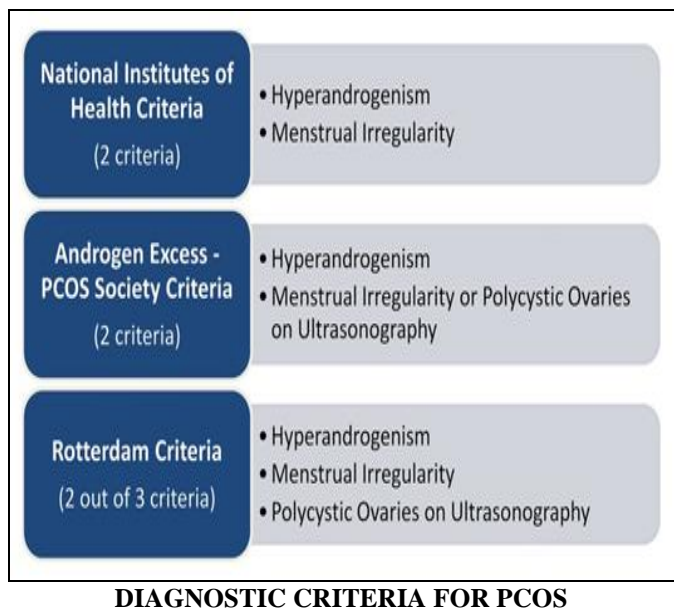 National Institutes of
Health Criteria
(2 criteria)
• Hyperandrogenism
• Menstrual Irregularity
Androgen Excess -
PCOS Society Criteria
(2 criteria)
• Hyperandrogenism
• Menstrual Irregularity or Polycystic Ovaries
on Ultrasonography
Rotterdam Criteria
(2 out of 3 criteria)
• Hyperandrogenism
• Menstrual Irregularity
• Polycystic Ovaries on Ultrasonography
DIAGNOSTIC CRITERIA FOR PCOS